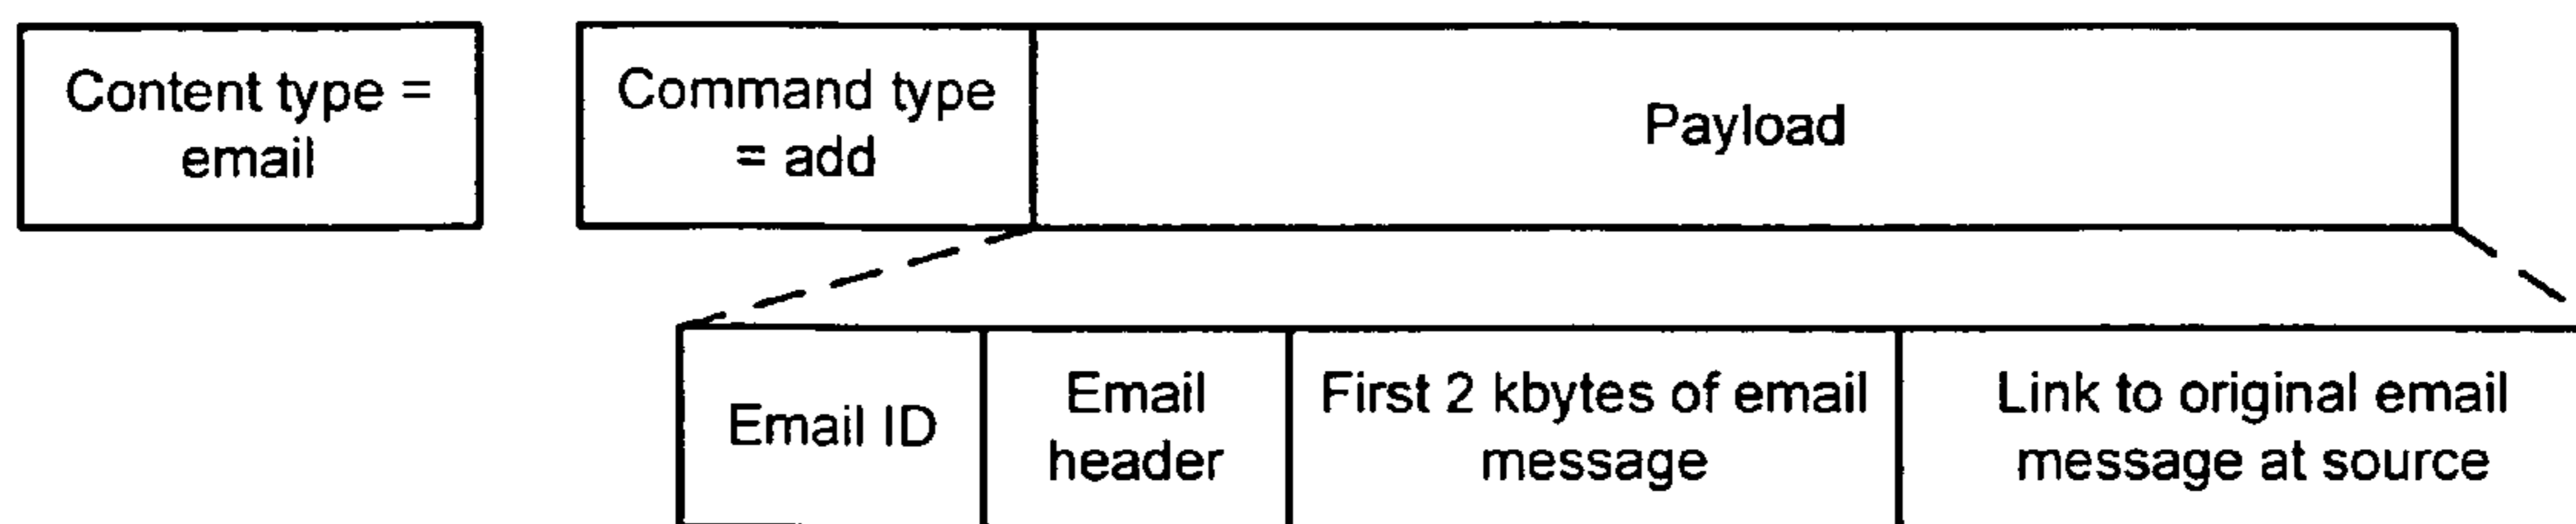 Content type =
email
Command type
= add
Payload
Email ID
Email
header
First 2 kbytes of email
message
Link to original email
message at source